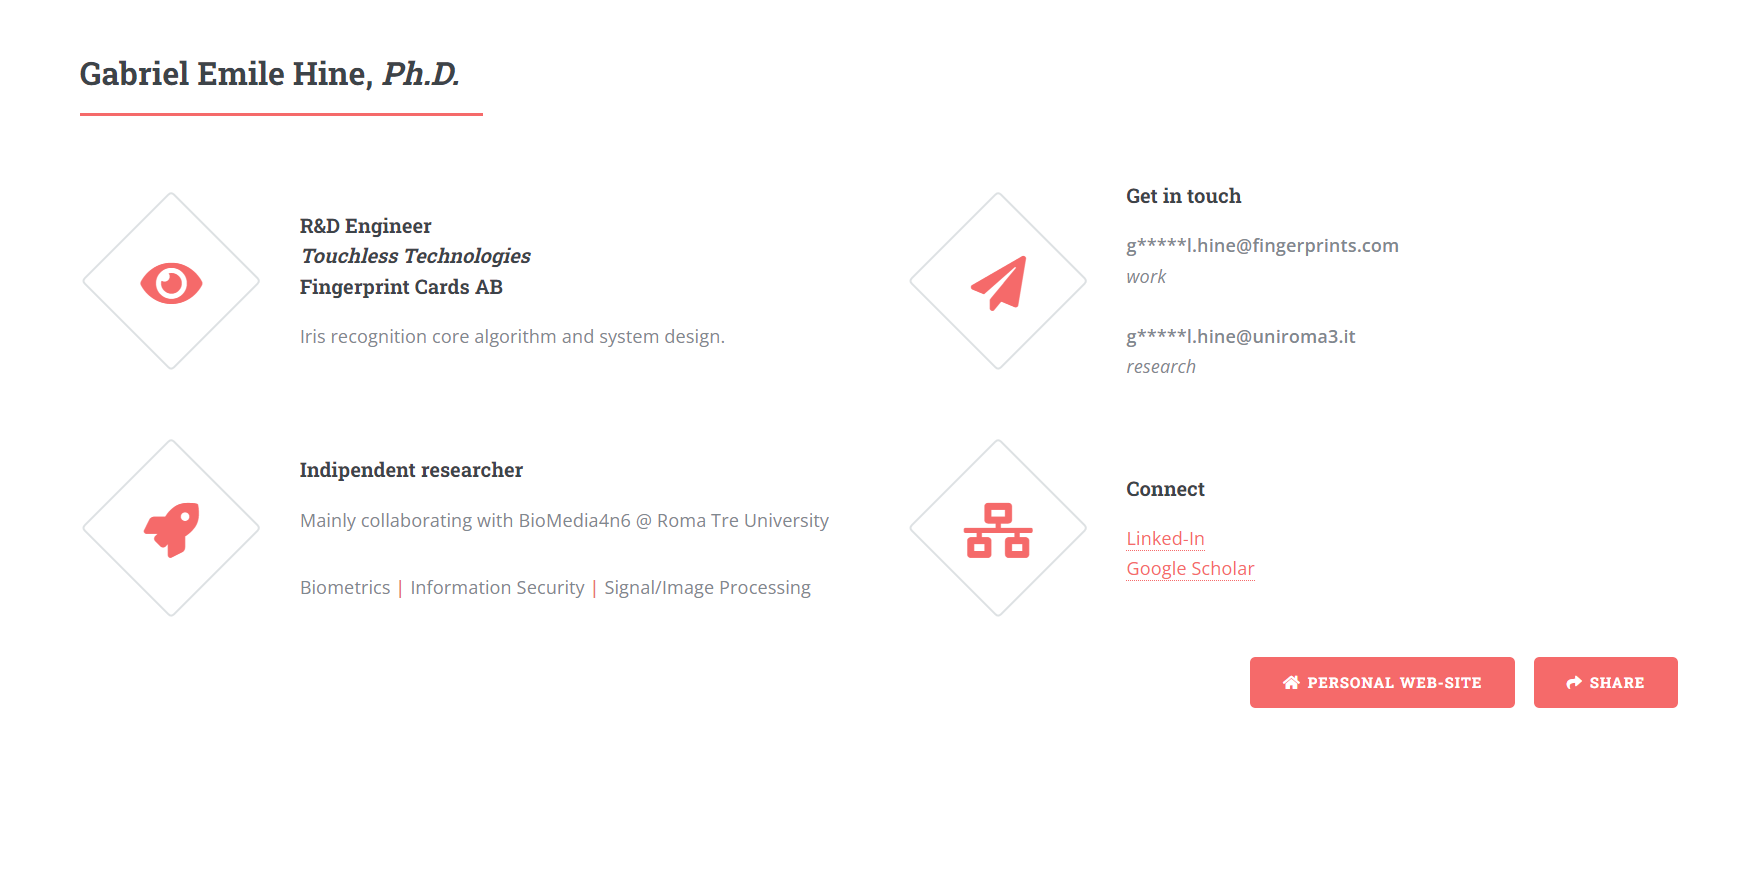 Gabriel Emile Hine, Ph.D.
R&D Engineer
Touchless Technologies
Fingerprint Cards AB
Iris recognition core algorithm and system design.
Get in touch
g*****l.hine@fingerprints.com
work
g*****l.hine@uniroma3.it
research
Indipendent researcher
Mainly collaborating with BioMedia4n6 @ Roma Tre University
Biometrics | Information Security | Signal/Image Processing
Connect
Linked-In
Google Scholar
PERSONAL WEB-SITE
SHARE